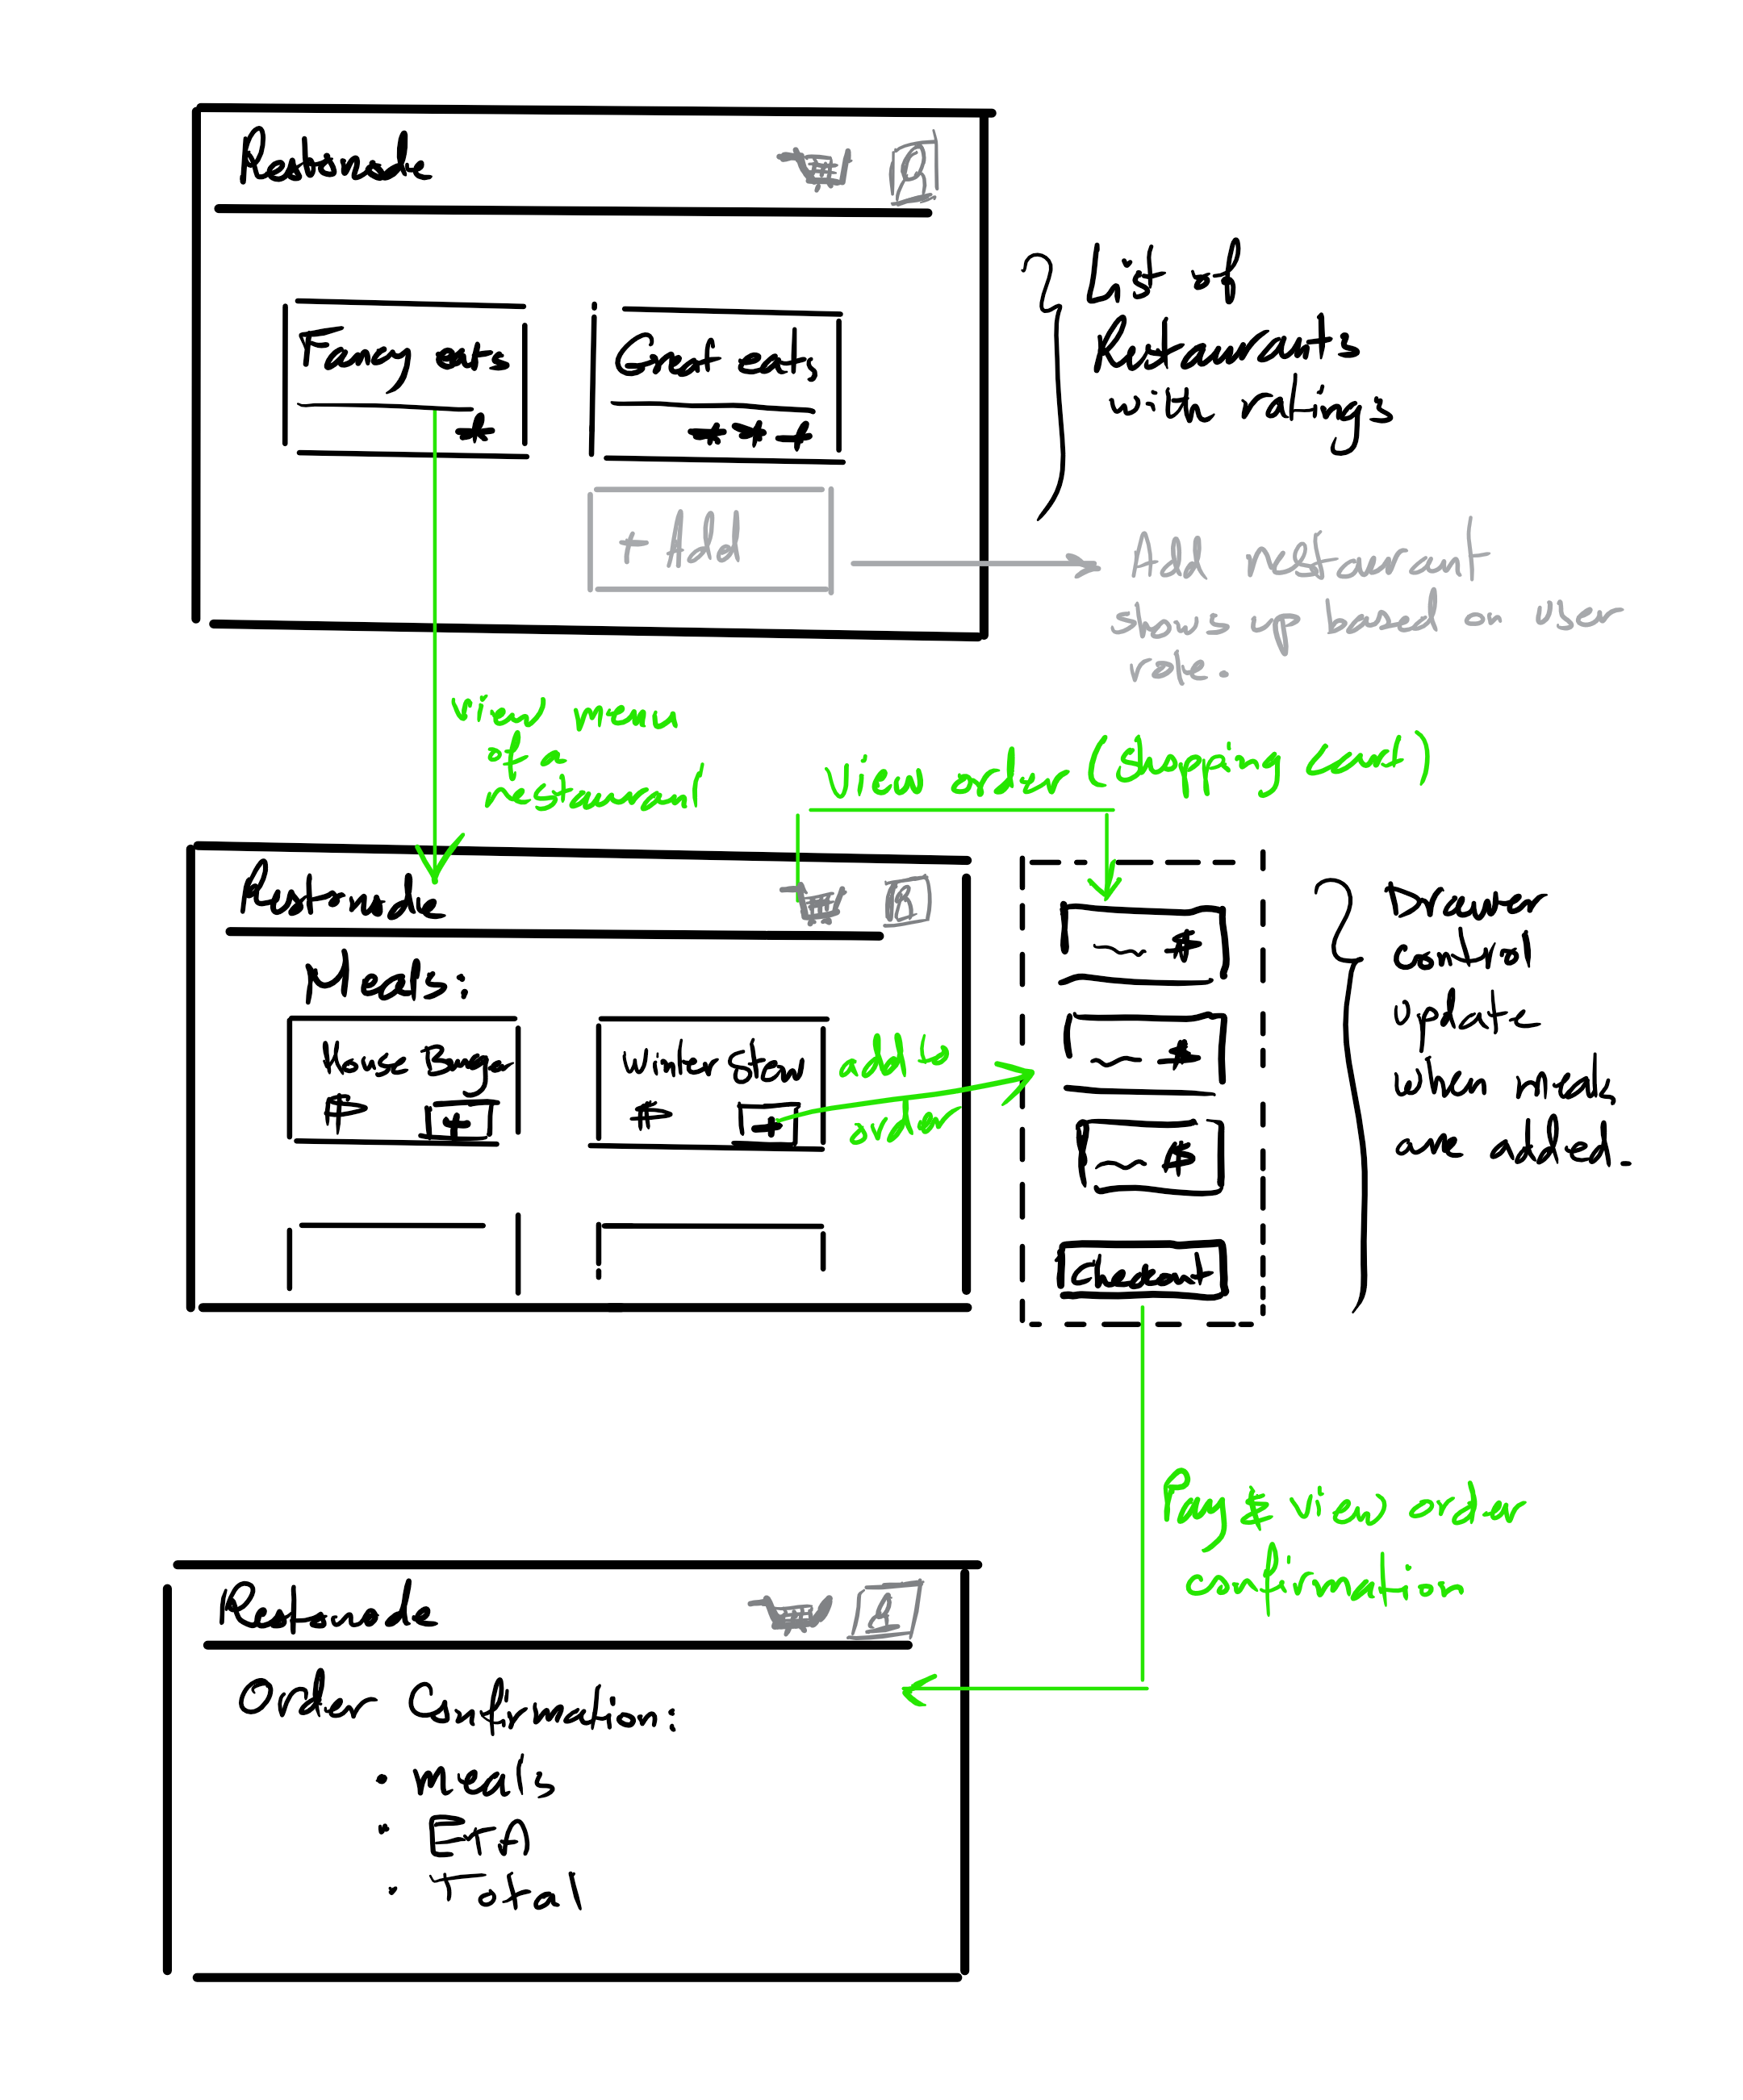 Restonode
Fancy eats
*
Great eats
***
+ Add
List of
Restaurants
with ratings
Add restaurant
shows up based on user
role.
view menu
of a
restaurant
View order (shopping cart)
Restonode
Meals:
House Burger
$
+
Winter Stew
$
+
add to
order
$
$
$
Checkout
Drawer
control
update
when meals
are added.
Pay & view order
confirmation
Restonode
Order Confirmation:
• meals
• ETA
• Total